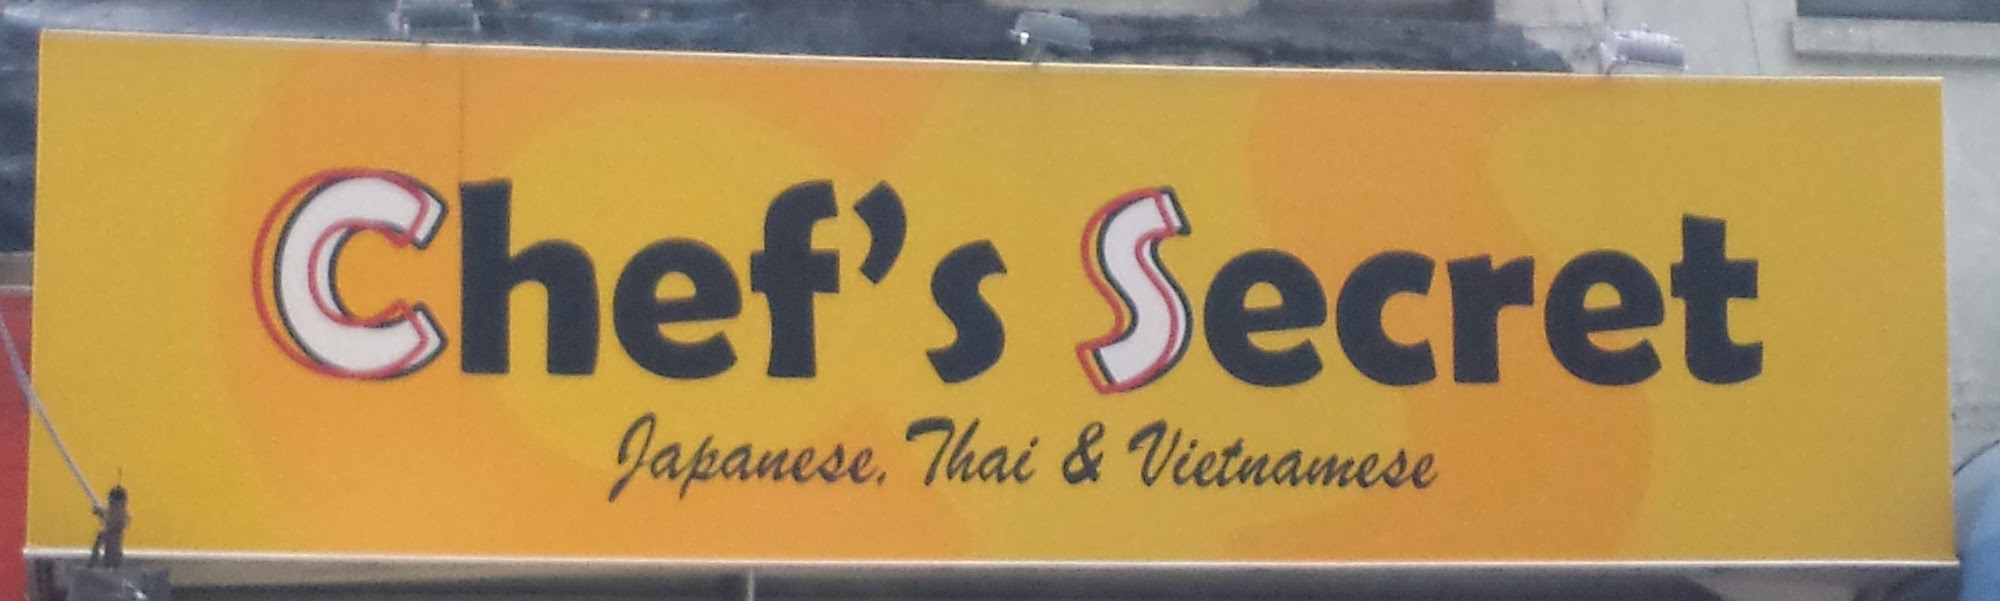 Chef's Secret
Japanese, Thai & Vietnamese